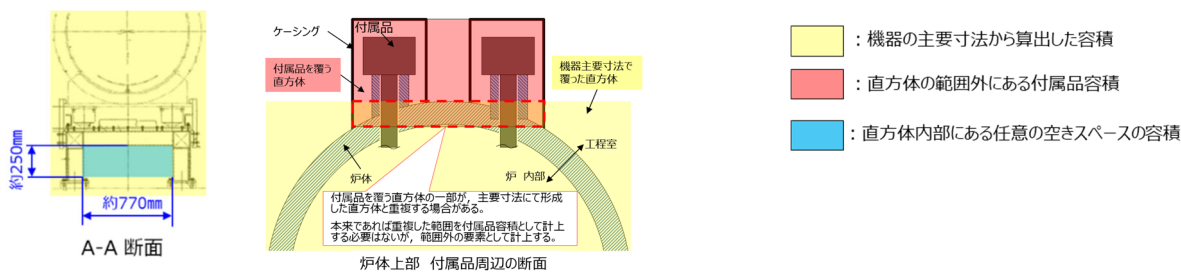 約250㎜
約770㎜
A-A 断面
ケーシング
付属品
付属品を覆う
直方体
機器主要寸法で
覆った直方体
炉体
炉 内部
工程室
付属品を覆う直方体の一部が，主要寸法にて形成
した直方体と重複する場合がある。
本来であれば重複した範囲を付属品容積として計上
する必要はないが，範囲外の要素として計上する。
炉体上部 付属品周辺の断面
：機器の主要寸法から算出した容積
：直方体の範囲外にある付属品容積
：直方体内部にある任意の空きスペースの容積